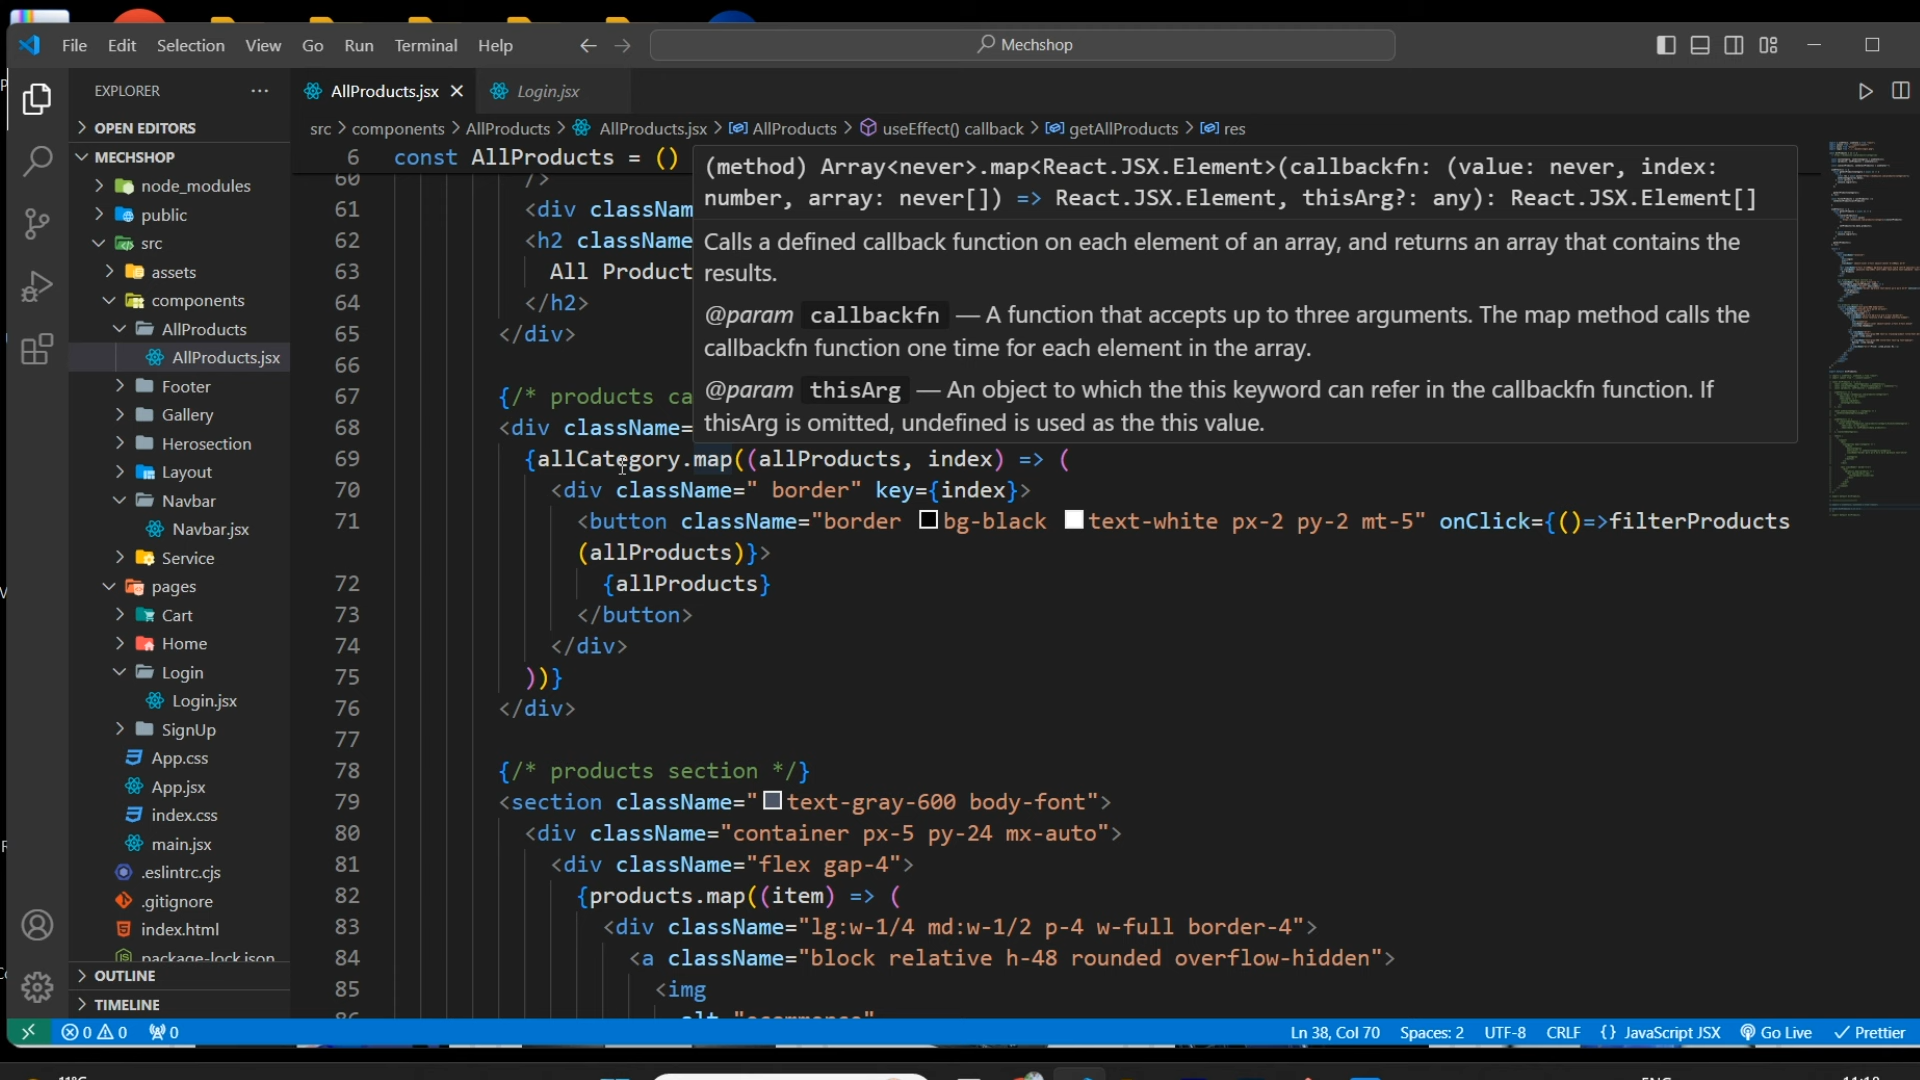 File Edit Selection View Go Run Terminal Help
Mechshop
EXPLORER
OPEN EDITORS
MECHSHOP
node_modules
public
src
assets
components
AllProducts
AllProducts.jsx
Footer
Gallery
Herosection
Layout
Navbar
Navbar.jsx
Service
pages
Cart
Home
Login
Login.jsx
SignUp
App.css
App.jsx
index.css
main.jsx
.eslintrc.cjs
.gitignore
index.html
package-lock.json
OUTLINE
TIMELINE
AllProducts.jsx
Login.jsx
src > components > AllProducts > AllProducts.jsx > AllProducts > useEffect() callback > getAllProducts > res
6 const AllProducts = ()
(method) Array<never>.map<React.JSX.Element>(callbackfn: (value: never, index:
number, array: never[]) => React.JSX.Element, thisArg?: any): React.JSX.Element[]
Calls a defined callback function on each element of an array, and returns an array that contains the
results.
@param callbackfn — A function that accepts up to three arguments. The map method calls the
callbackfn function one time for each element in the array.
@param thisArg — An object to which the this keyword can refer in the callbackfn function. If
thisArg is omitted, undefined is used as the this value.
60 />
61 <div classNam
62 <h2 className
63 All Product
64 </h2>
65 </div>
66
67 {/* products ca
68 <div className=
69 {allCategory.map((allProducts, index) => (
70 <div className=" border" key={index}>
71 <button className="border bg-black text-white px-2 py-2 mt-5" onClick={()=>filterProducts
(allProducts)}>
72 {allProducts}
73 </button>
74 </div>
75 ))}
76 </div>
77
78 {/* products section */}
79 <section className="text-gray-600 body-font">
80 <div className="container px-5 py-24 mx-auto">
81 <div className="flex gap-4">
82 {products.map((item) => (
83 <div className="lg:w-1/4 md:w-1/2 p-4 w-full border-4">
84 <a className="block relative h-48 rounded overflow-hidden">
85 <img
86 alt="ecommerce"
0 0 0 Ln 38, Col 70 Spaces: 2 UTF-8 CRLF {} JavaScript JSX Go Live Prettier